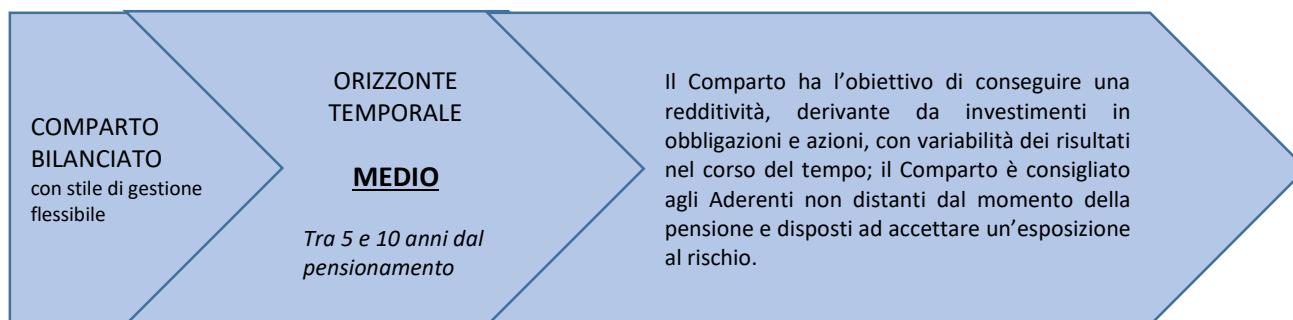 COMPARTO
BILANCIATO
con stile di gestione
flessibile
ORIZZONTE
TEMPORALE
MEDIO
Tra 5 e 10 anni dal
pensionamento
Il Comparto ha l’obiettivo di conseguire una
redditività, derivante da investimenti in
obbligazioni e azioni, con variabilità dei risultati
nel corso del tempo; il Comparto è consigliato
agli Aderenti non distanti dal momento della
pensione e disposti ad accettare un’esposizione
al rischio.